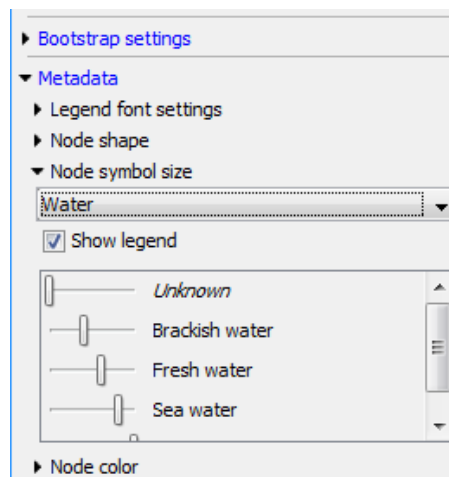 Bootstrap settings
Metadata
Legend font settings
Node shape
Node symbol size
Water
Show legend
Unknown
Brackish water
Fresh water
Sea water
Node color